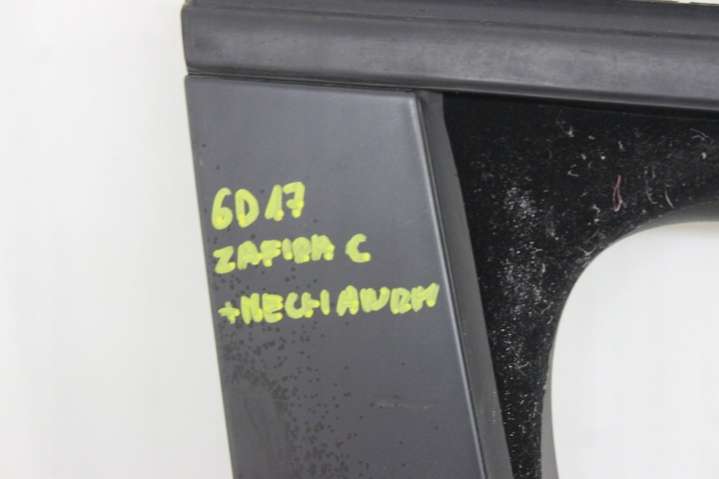 6D17
ZAFIRA C
+MECHANIZM